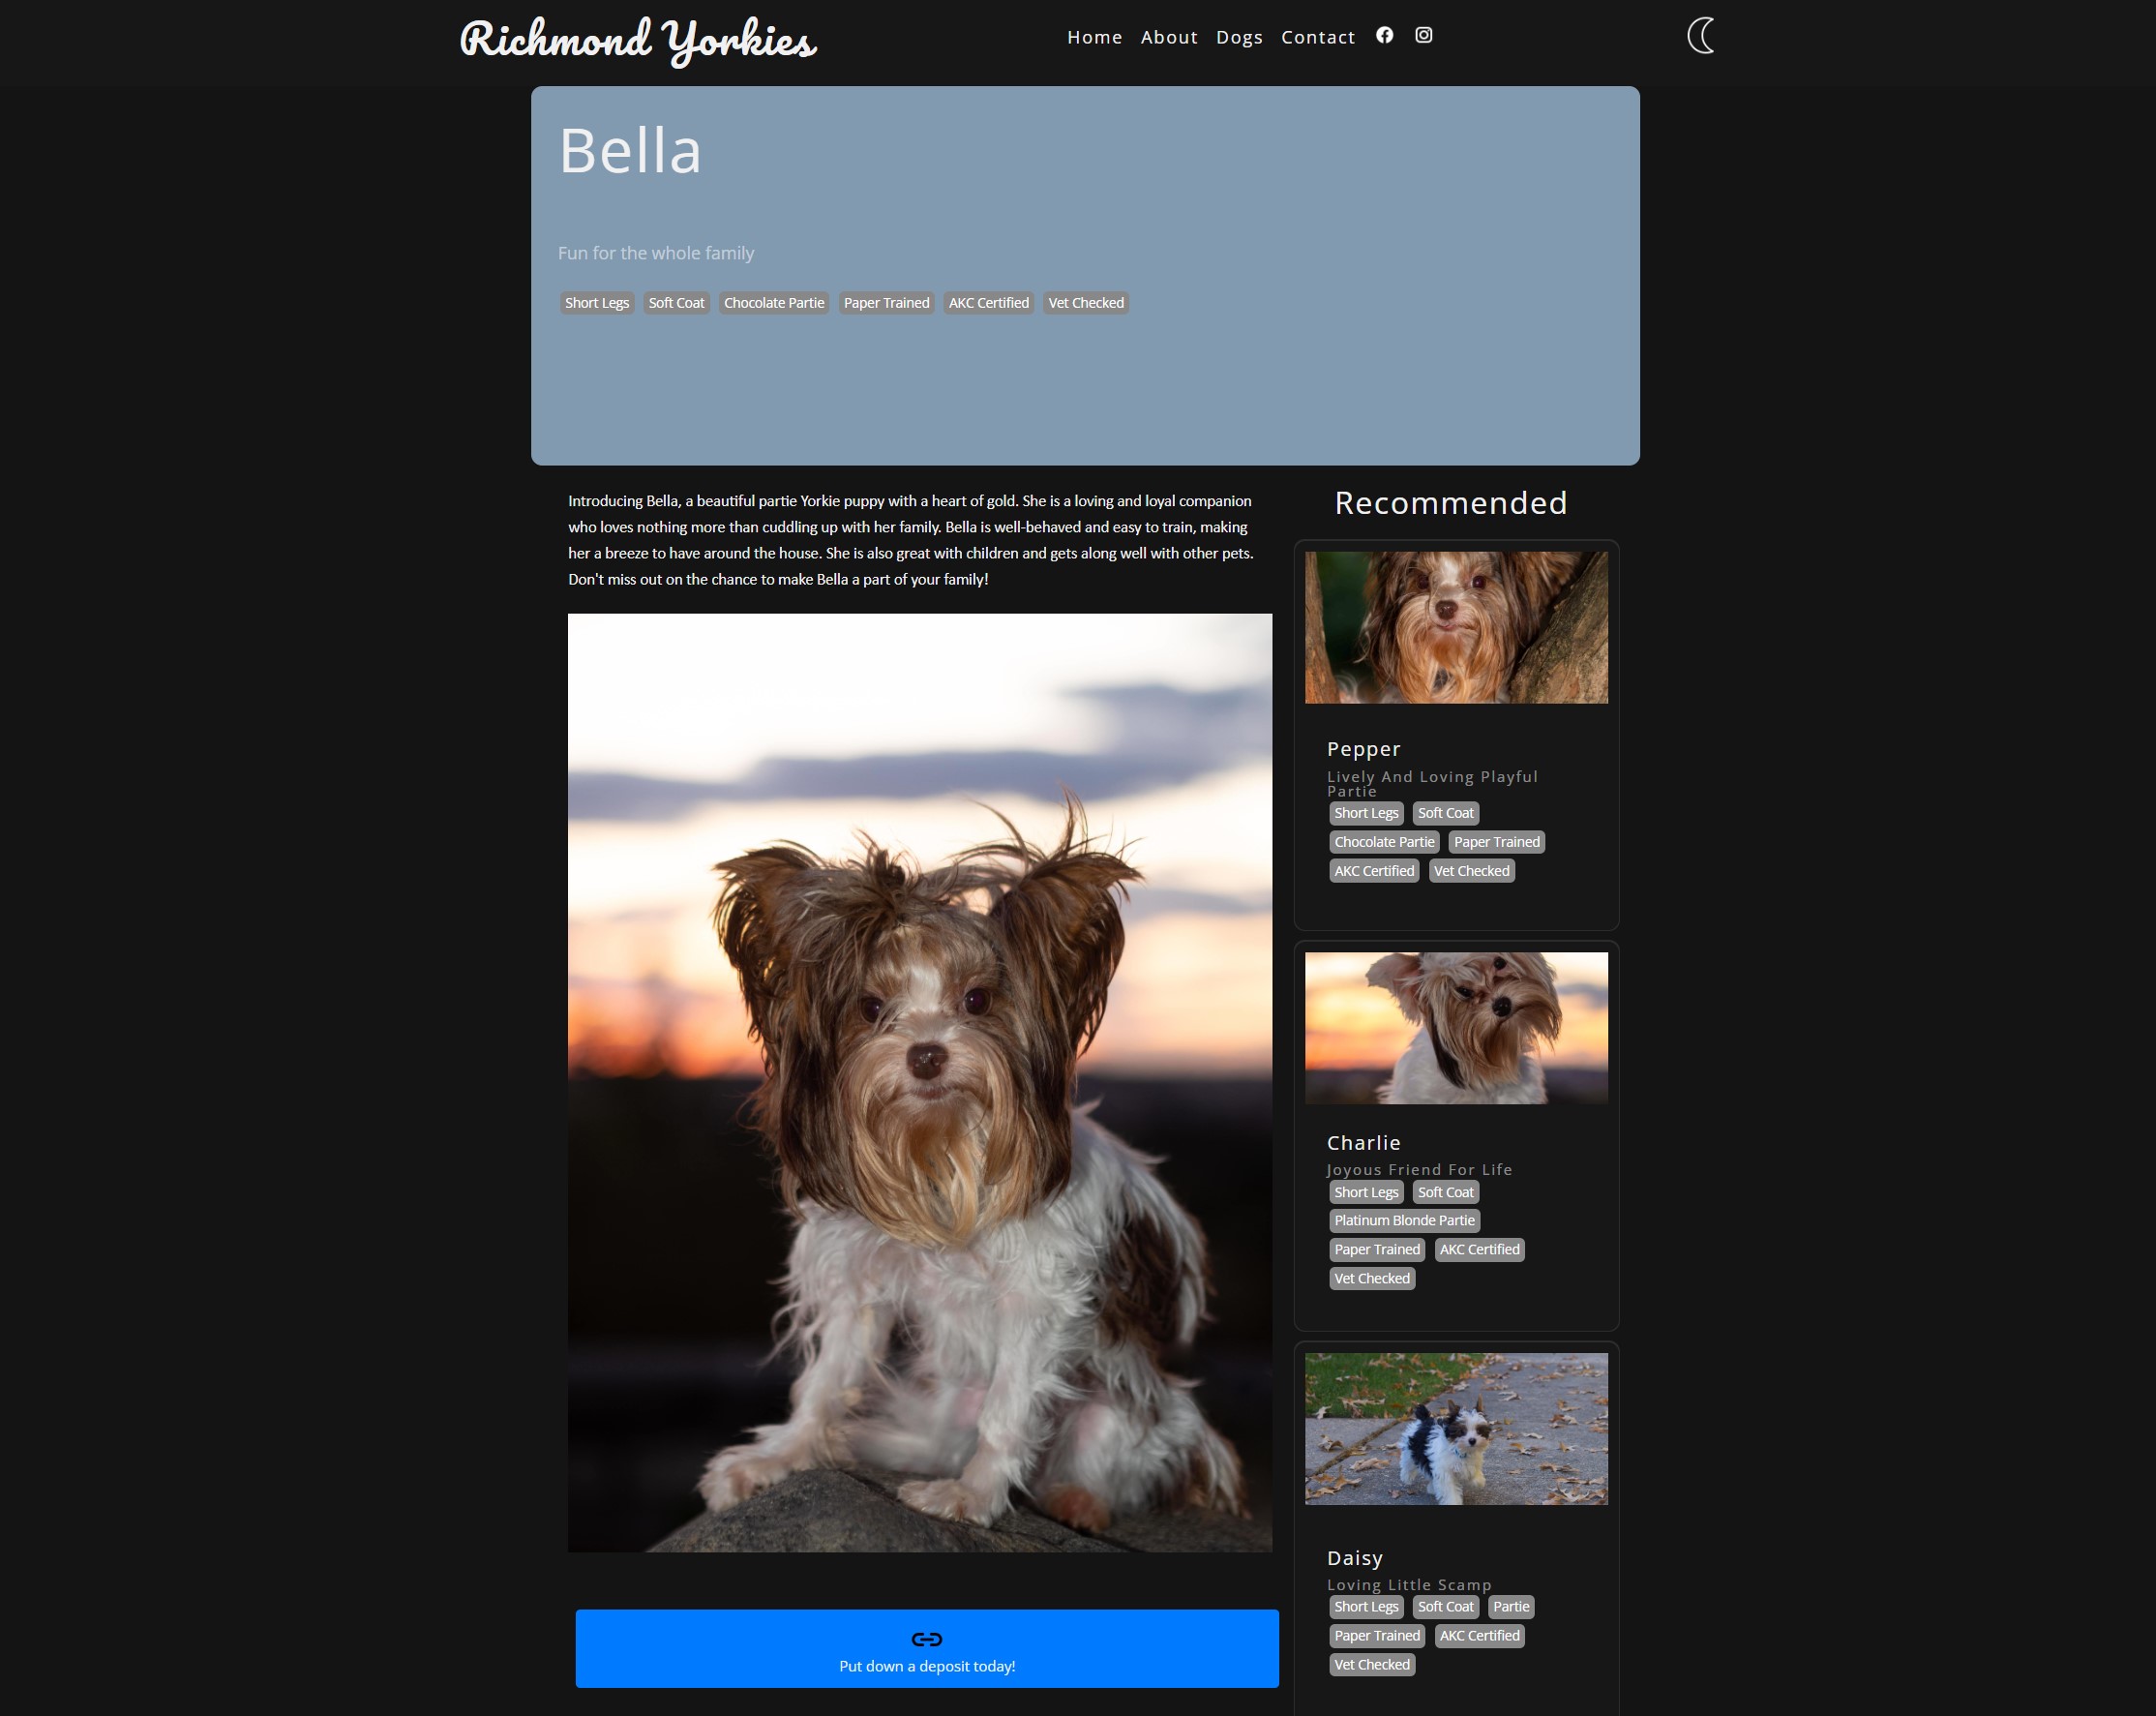 Richmond Yorkies
Home About Dogs Contact
Bella
Fun for the whole family
Short Legs Soft Coat Chocolate Partie Paper Trained AKC Certified Vet Checked
Introducing Bella, a beautiful partie Yorkie puppy with a heart of gold. She is a loving and loyal companion
who loves nothing more than cuddling up with her family. Bella is well-behaved and easy to train, making
her a breeze to have around the house. She is also great with children and gets along well with other pets.
Don't miss out on the chance to make Bella a part of your family!
Put down a deposit today!
Recommended
Pepper
Lively And Loving Playful
Partie
Short Legs Soft Coat
Chocolate Partie Paper Trained
AKC Certified Vet Checked
Charlie
Joyous Friend For Life
Short Legs Soft Coat
Platinum Blonde Partie
Paper Trained AKC Certified
Vet Checked
Daisy
Loving Little Scamp
Short Legs Soft Coat Partie
Paper Trained AKC Certified
Vet Checked